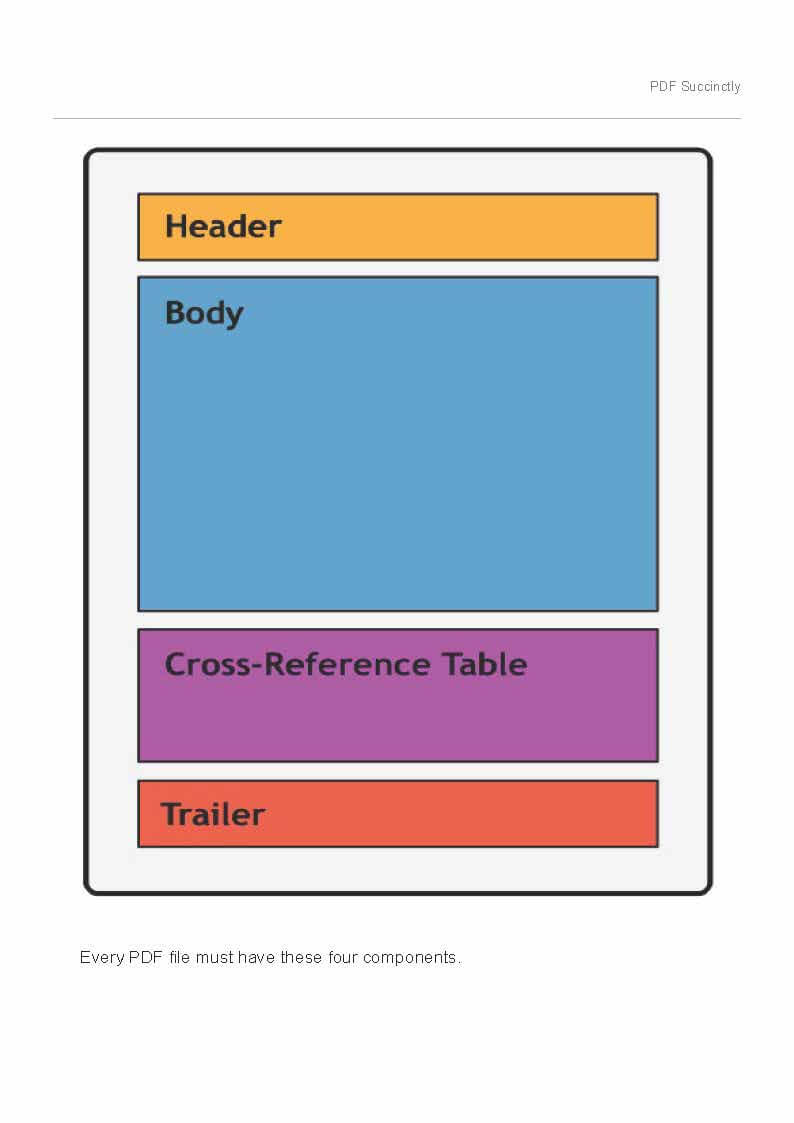 PDF Succinctly
Header
Body
Cross-Reference Table
Trailer
Every PDF file must have these four components.